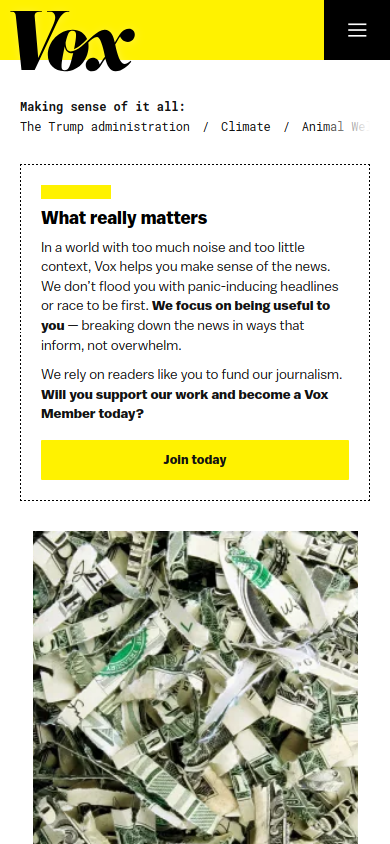 Vox
Making sense of it all:
The Trump administration / Climate / Animal We
What really matters
In a world with too much noise and too little
context, Vox helps you make sense of the news.
We don't flood you with panic-inducing headlines
or race to be first. We focus on being useful to
you — breaking down the news in ways that
inform, not overwhelm.
We rely on readers like you to fund our journalism.
Will you support our work and become a Vox
Member today?
Join today